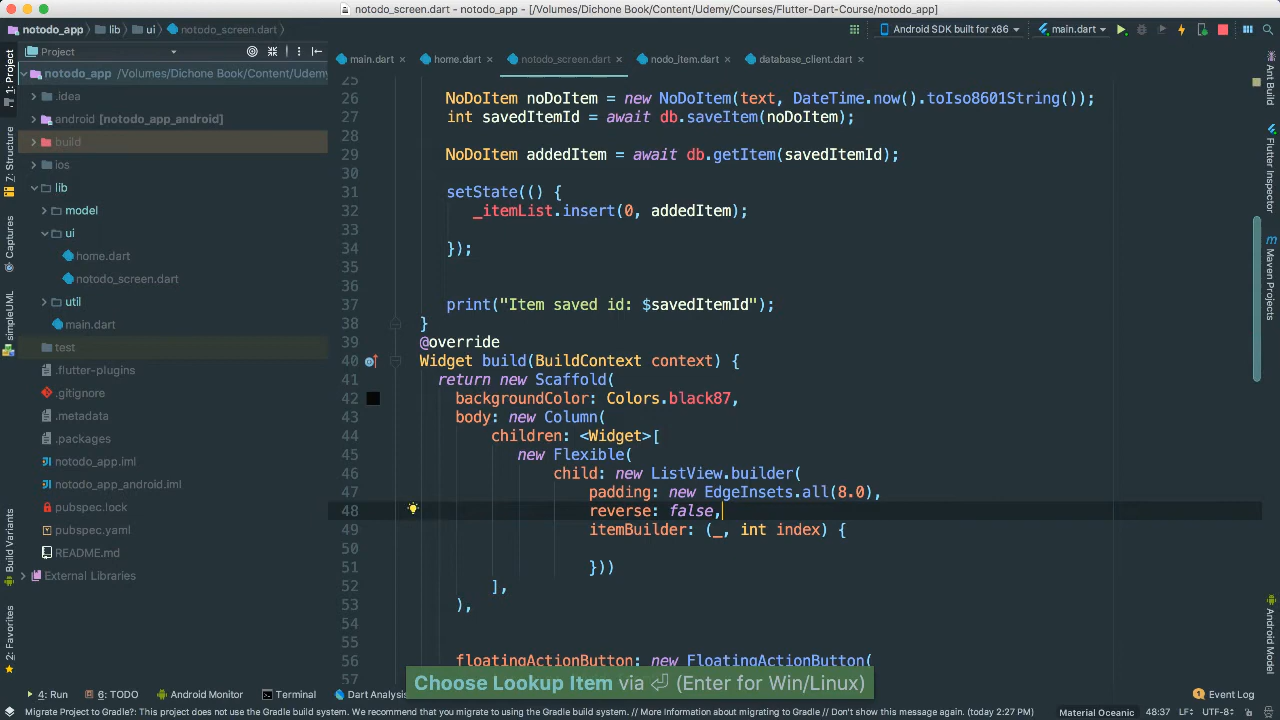 notodo_screen.dart - notodo_app - [/Volumes/Dichone Book/Content/Udemy/Courses/Flutter-Dart-Course/notodo_app]
notodo_app lib ui notodo_screen.dart
Android SDK built for x86 main.dart
Project
main.dart home.dart notodo_screen.dart node_item.dart database_client.dart
notodo_app /Volumes/Dichone Book/Content/Udemy
.idea
android [notodo_app_android]
build
ios
lib
model
ui
home.dart
notodo_screen.dart
util
main.dart
test
.flutter-plugins
.gitignore
.metadata
.packages
notodo_app.iml
notodo_app_android.iml
pubspec.lock
pubspec.yaml
README.md
External Libraries
1: Project
7: Structure
Captures
simpleUML
Build Variants
2: Favorites
25
26 NoDoItem noDoItem = new NoDoItem(text, DateTime.now().toIso8601String());
27 int savedItemId = await db.saveItem(noDoItem);
28
29 NoDoItem addedItem = await db.getItem(savedItemId);
30
31 setState(() {
32 _itemList.insert(0, addedItem);
33
34 });
35
36
37 print("Item saved id: $savedItemId");
38 }
39 @override
40 Widget build(BuildContext context) {
41 return new Scaffold(
42 backgroundColor: Colors.black87,
43 body: new Column(
44 children: <Widget>[
45 new Flexible(
46 child: new ListView.builder(
47 padding: new EdgeInsets.all(8.0),
48 reverse: false,
49 itemBuilder: (_, int index) {
50
51 }))
52 ],
53 ),
54
55
56 floatingActionButton: new FloatingActionButton(
57
Ant Build
Flutter Inspector
m Maven Projects
Android Model
Choose Lookup Item via ⏎ (Enter for Win/Linux)
4: Run 6: TODO Android Monitor Terminal Dart Analysis
Event Log
Migrate Project to Gradle?: This project does not use the Gradle build system. We recommend that you migrate to using the Gradle build system. // More Information about migrating to Gradle // Don't show this message again. (today 2:27 PM)
Material Oceanic 48:37 LF÷ UTF-8÷